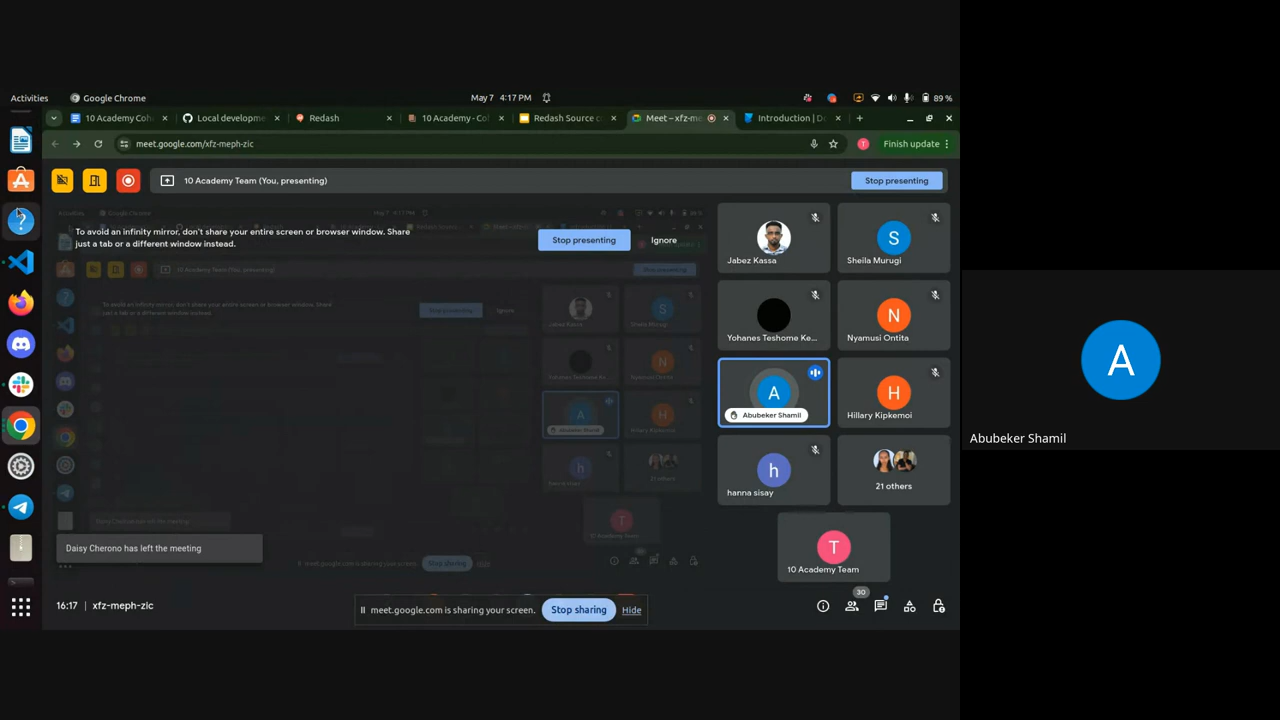 Activities
Google Chrome
May 7 4:17 PM
89 %
10 Academy Coh
Local developme
Redash
10 Academy - Col
Redash Source c
Meet – xfz-me
Introduction | D
meet.google.com/xfz-meph-zic
Finish update
10 Academy Team (You, presenting)
Stop presenting
To avoid an infinity mirror, don't share your entire screen or browser window. Share
just a tab or a different window instead.
Stop presenting
Ignore
Jabez Kassa
S
Sheila Murugi
Yohanes Teshome Ke...
N
Nyamusi Ontita
A
Abubeker Shamil
H
Hillary Kipkemoi
h
hanna sisay
21 others
T
10 Academy Team
Daisy Cherono has left the meeting
16:17 | xfz-meph-zic
meet.google.com is sharing your screen.
Stop sharing
Hide
30
A
Abubeker Shamil